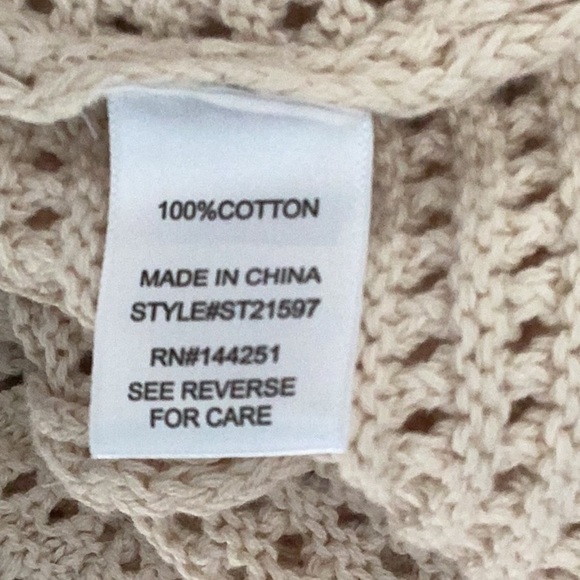 100%COTTON
MADE IN CHINA
STYLE#ST21597
RN#144251
SEE REVERSE
FOR CARE